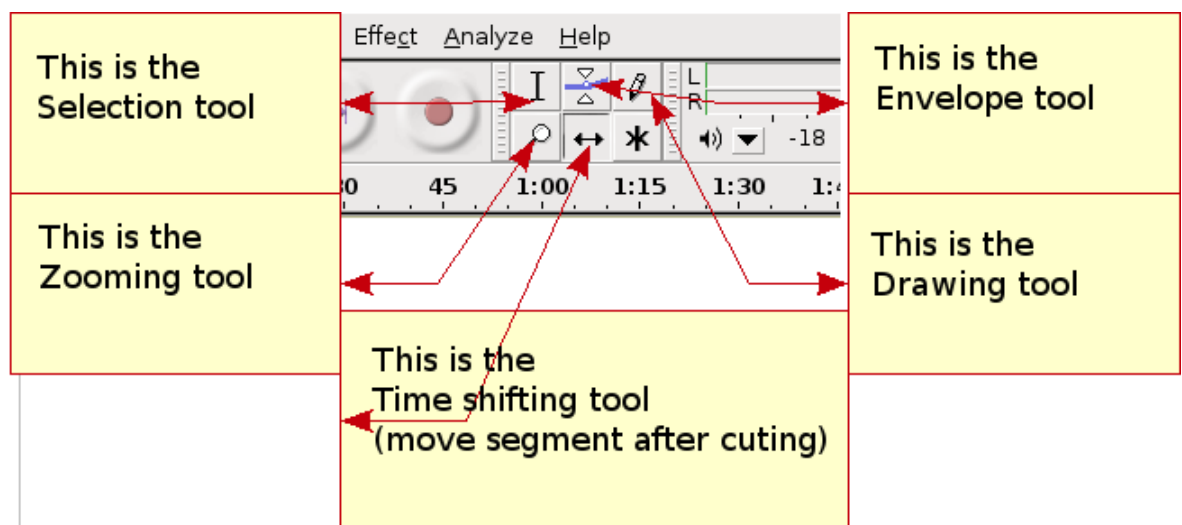 This is the
Selection tool
Effect Analyze Help
This is the
Envelope tool
L
R
-18
45 1:00 1:15 1:30
This is the
Zooming tool
This is the
Drawing tool
This is the
Time shifting tool
(move segment after cuting)